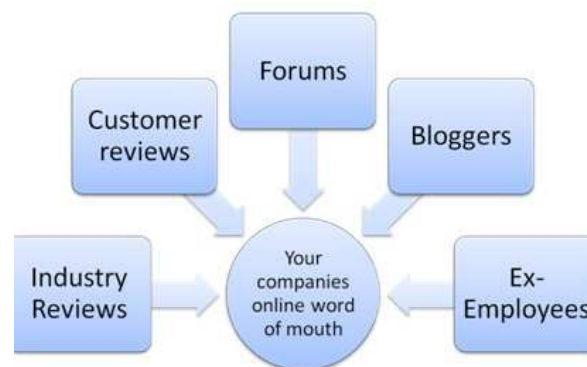 Forums
Customer
reviews
Bloggers
Industry
Reviews
Your
companies
online word
of mouth
Ex-
Employees